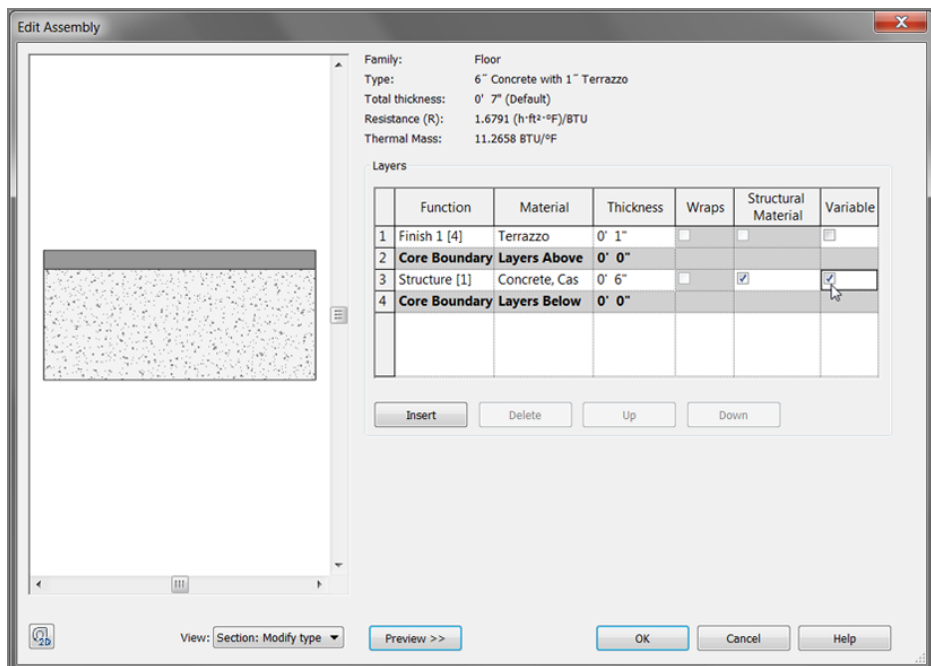 Edit Assembly
Family: Floor
Type: 6" Concrete with 1" Terrazzo
Total thickness: 0' 7" (Default)
Resistance (R): 1.6791 (h·ft²·°F)/BTU
Thermal Mass: 11.2658 BTU/°F
Layers
Function Material Thickness Wraps Structural Material Variable
1 Finish 1 [4] Terrazzo 0' 1"
2 Core Boundary Layers Above 0' 0"
3 Structure [1] Concrete, Cas 0' 6"
4 Core Boundary Layers Below 0' 0"
Insert Delete Up Down
2D View: Section: Modify type Preview >> OK Cancel Help